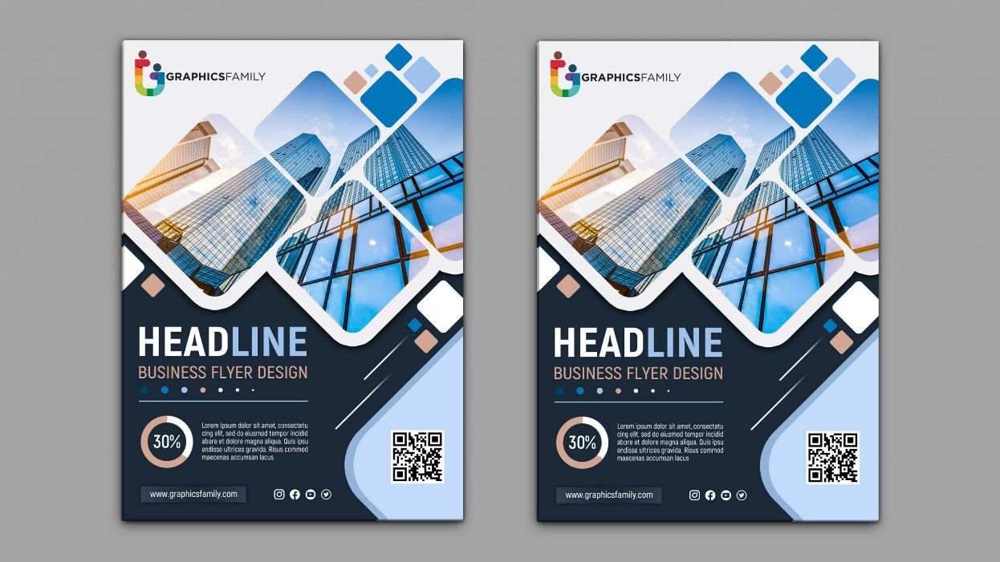 GRAPHICSFAMILY
HEADLINE
BUSINESS FLYER DESIGN
30%
Lorem ipsum dolor sit amet, consectetu
cing elit, sed do eiusmod tempor incidid
abore et dolore magna aliqua. Quis ipsu
endisse ultrices gravida. Risus commod
maecenas accumsan lacus
www.graphicsfamily.com
GRAPHICSFAMILY
HEADLINE
BUSINESS FLYER DESIGN
30%
Lorem ipsum dolor sit amet, consectetu
cing elit, sed do eiusmod tempor incidid
abore et dolore magna aliqua. Quis ipsu
endisse ultrices gravida. Risus commod
maecenas accumsan lacus
www.graphicsfamily.com